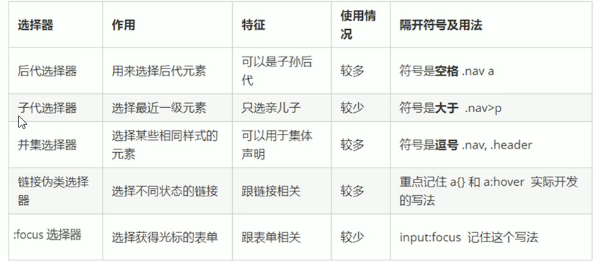 选择器 作用 特征 使用情况 隔开符号及用法
后代选择器 用来选择后代元素 可以是子孙后代 较多 符号是空格 .nav a
子代选择器 选择最近一级元素 只选亲儿子 较少 符号是大于 .nav>p
并集选择器 选择某些相同样式的元素 可以用于集体声明 较多 符号是逗号 .nav, .header
链接伪类选择器 选择不同状态的链接 跟链接相关 较多 重点记住 a{} 和 a:hover 实际开发的写法
:focus 选择器 选择获得光标的表单 跟表单相关 较少 input:focus 记住这个写法